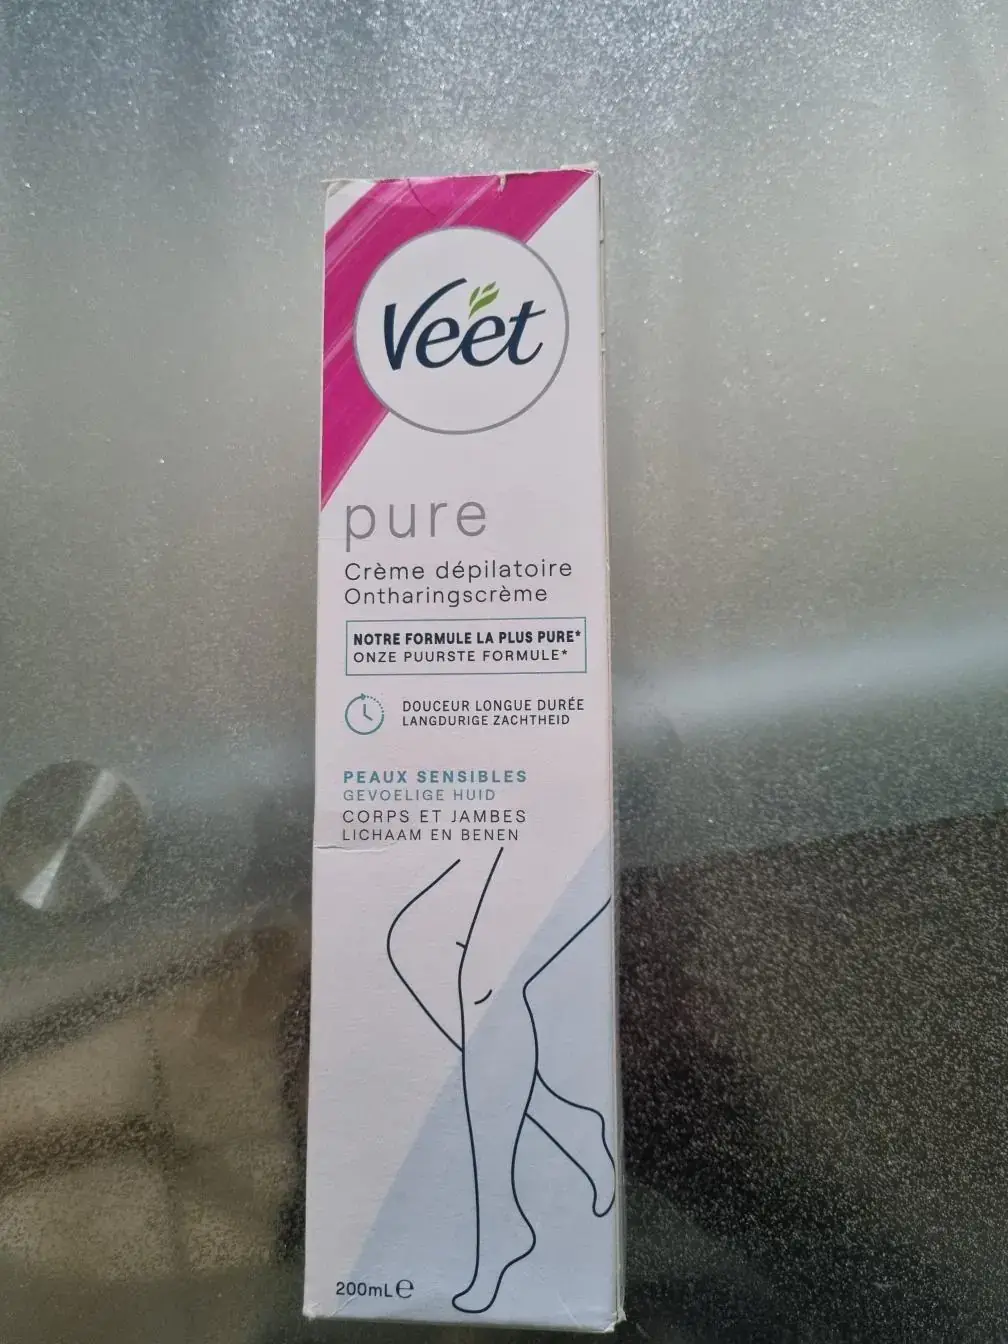 Veet
pure
Crème dépilatoire
Ontharingscrème
NOTRE FORMULE LA PLUS PURE*
ONZE PUURSTE FORMULE*
DOUCEUR LONGUE DURÉE
LANGDURIGE ZACHTHEID
PEAUX SENSIBLES
GEVOELIGE HUID
CORPS ET JAMBES
LICHAAM EN BENEN
200mL℮